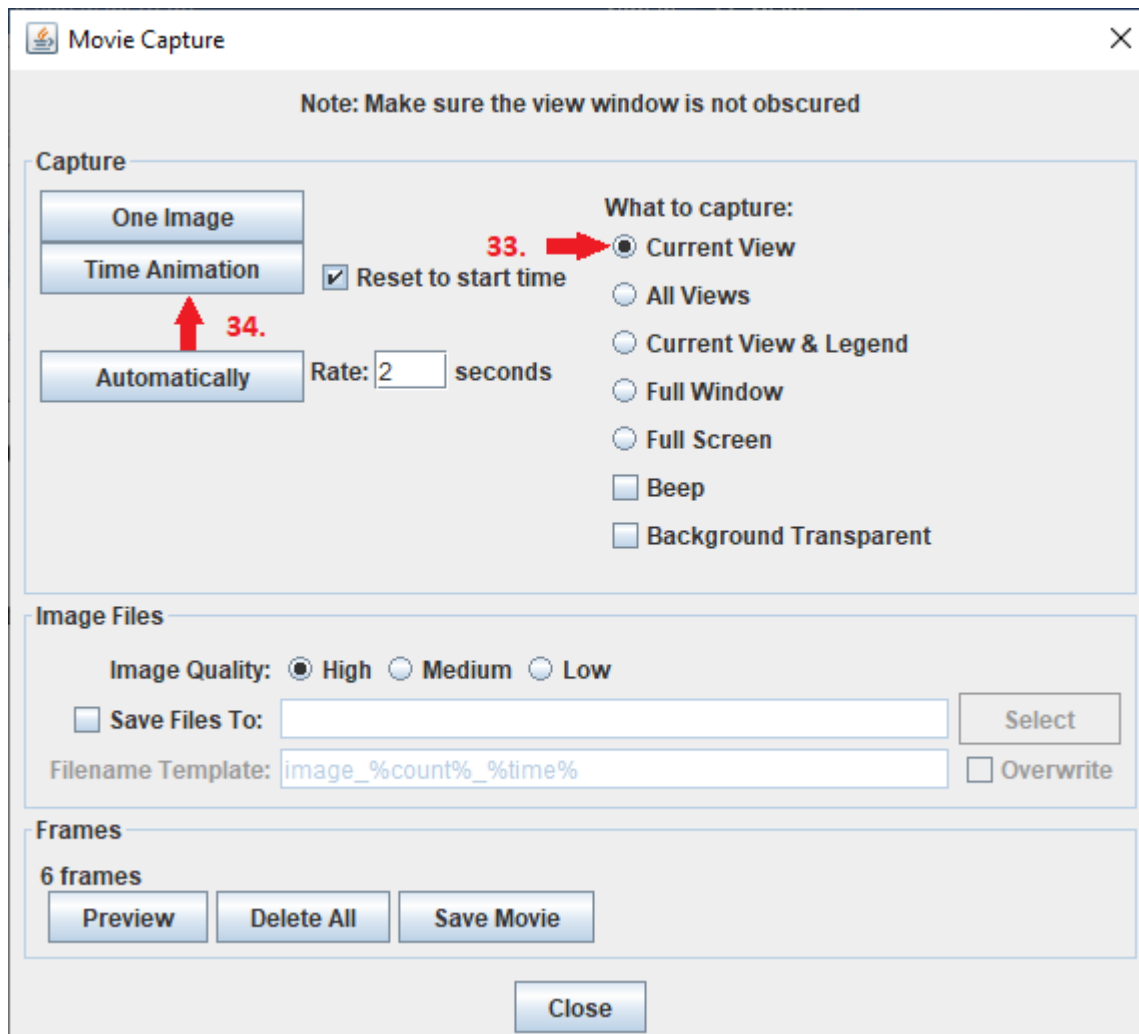 Movie Capture
Note: Make sure the view window is not obscured
Capture
One Image
What to capture:
33.
Current View
Time Animation
Reset to start time
All Views
34.
Current View & Legend
Automatically
Rate: 2 seconds
Full Window
Full Screen
Beep
Background Transparent
Image Files
Image Quality: High Medium Low
Save Files To:
Select
Filename Template: image_%count%_%time%
Overwrite
Frames
6 frames
Preview Delete All Save Movie
Close